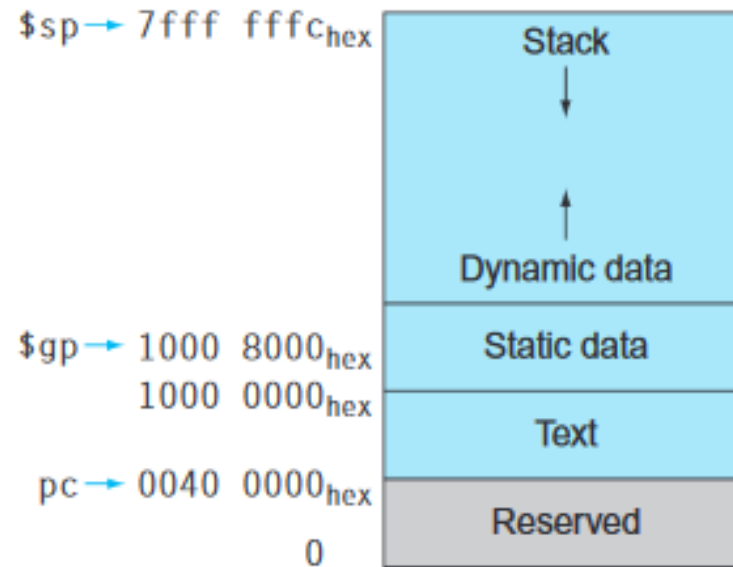 $sp → 7fff fffchex
Stack
Dynamic data
$gp → 1000 8000hex
Static data
1000 0000hex
Text
pc → 0040 0000hex
Reserved
0